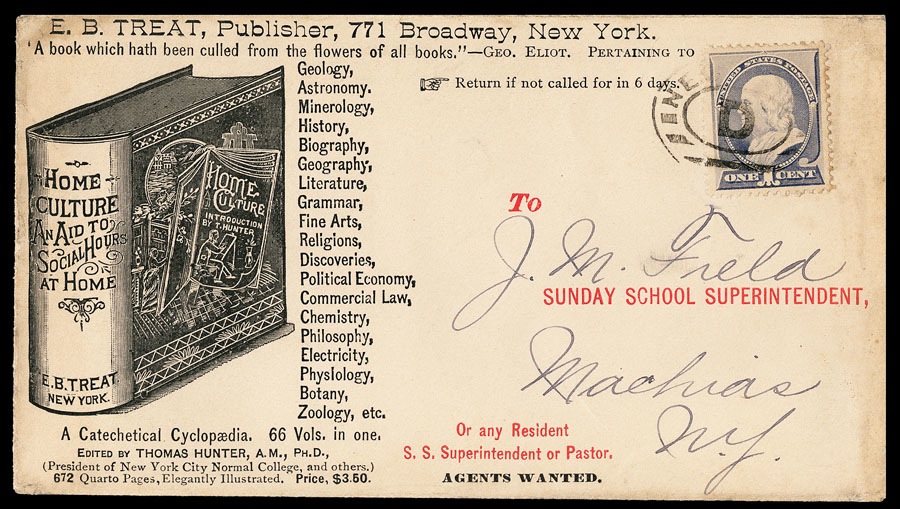 E. B. TREAT, Publisher, 771 Broadway, New York.
"A book which hath been culled from the flowers of all books."—GEO. ELIOT. PERTAINING TO
Geology,
Astronomy.
Minerology,
History,
Biography,
Geography,
Literature,
Grammar,
Fine Arts,
Religions,
Discoveries,
Political Economy,
Commercial Law,
Chemistry,
Philosophy,
Electricity,
Physiology,
Botany,
Zoology, etc.
HOME
CULTURE
AN AID TO
SOCIAL HOURS
AT HOME
E.B.TREAT.
NEW YORK.
HOME
CULTURE
INTRODUCTION
BY T. HUNTER
A Catechetical Cyclopædia. 66 Vols. in one.
EDITED BY THOMAS HUNTER, A.M., PH.D.,
(President of New York City Normal College, and others.)
672 Quarto Pages, Elegantly Illustrated. Price, $3.50.
☞ Return if not called for in 6 days.
UNITED STATES POSTAGE
ONE CENT
D
To
J. M. Field
SUNDAY SCHOOL SUPERINTENDENT,
Machias
N.Y.
Or any Resident
S. S. Superintendent or Pastor.
AGENTS WANTED.